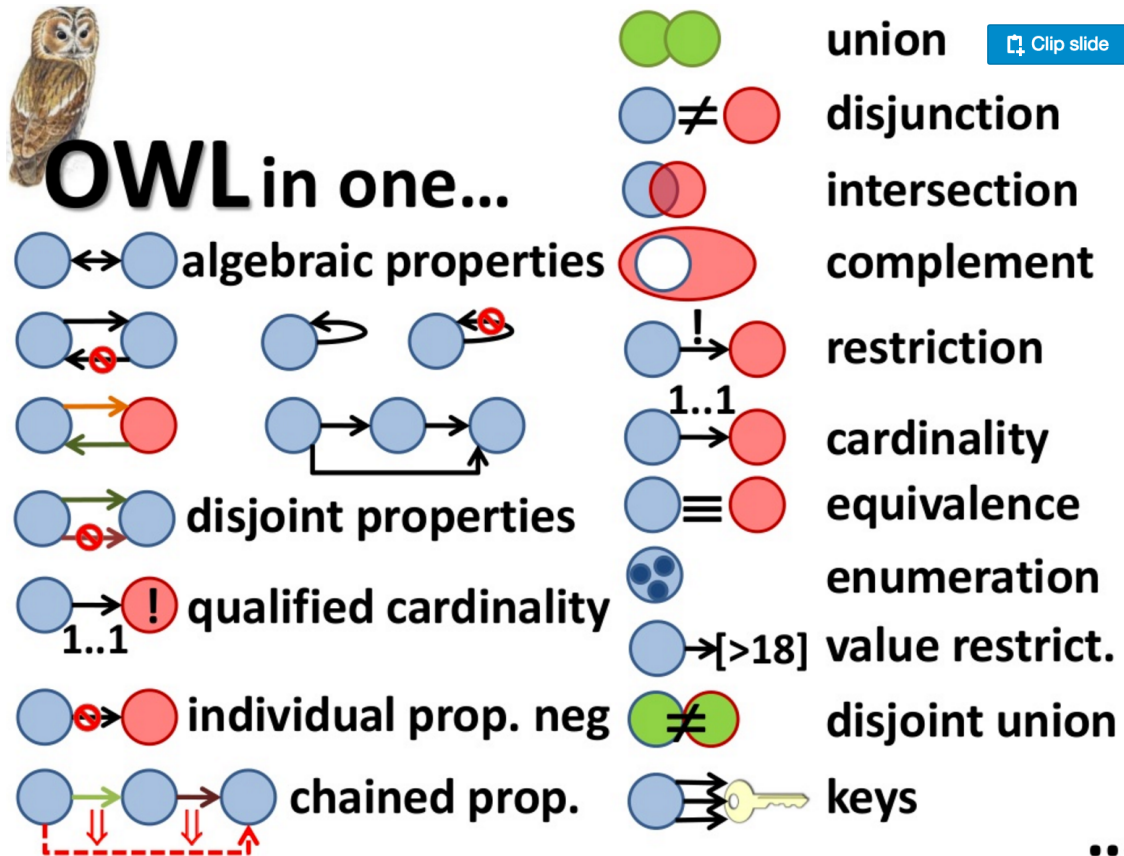 OWL in one...
algebraic properties
disjoint properties
1..1
!
qualified cardinality
individual prop. neg
chained prop.
union
Clip slide
≠
disjunction
intersection
complement
!
restriction
1..1
cardinality
≡
equivalence
enumeration
[>18]
value restrict.
≠
disjoint union
keys
..